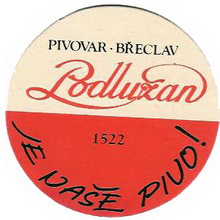 PIVOVAR · BŘECLAV
Podlužan
1522
JE NAŠE PIVO!